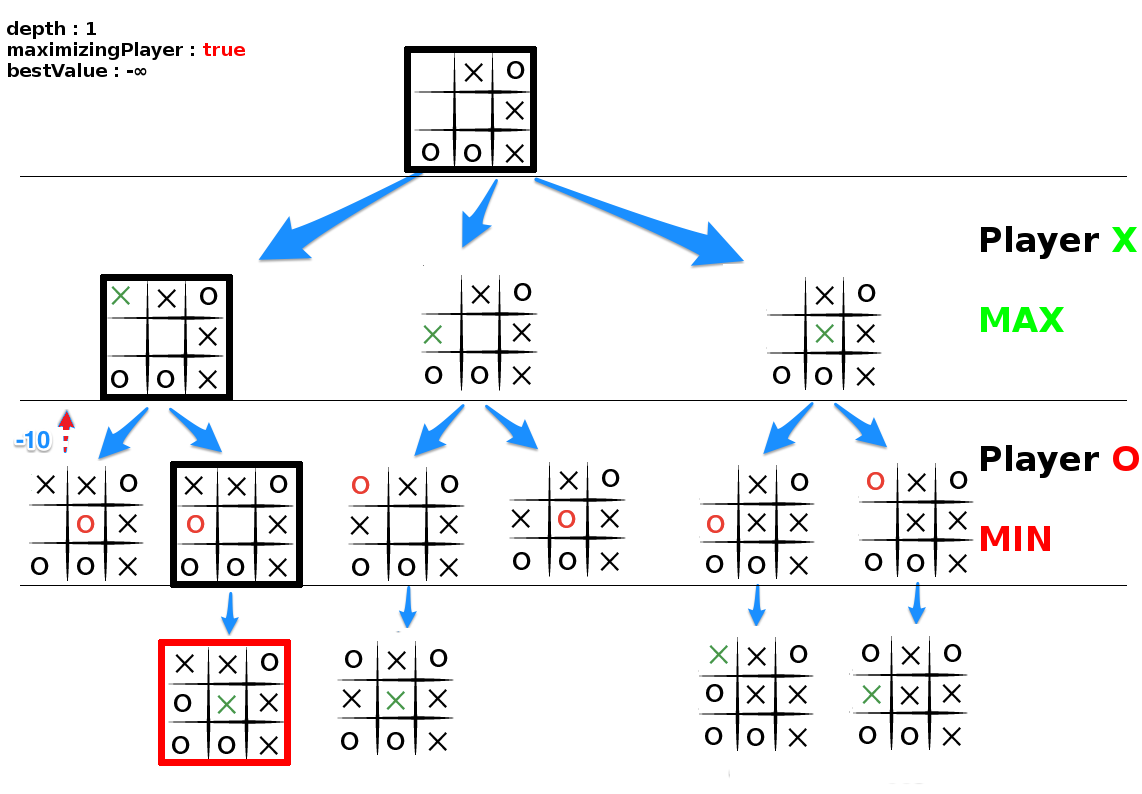 depth : 1
maximizingPlayer : true
bestValue : -∞
X O
X
O O X
Player X
MAX
X X O
X
O O X
X O
X X
O O X
X O
X X
O O X
-10
Player O
MIN
X X O
O X
O O X
X X O
O X
O O X
O X O
X X
O O X
X O
X O X
O O X
X O
O X X
O O X
O X O
X X
O O X
X X O
O X X
O O X
O X O
X X X
O O X
X X O
O X X
O O X
O X O
X X X
O O X